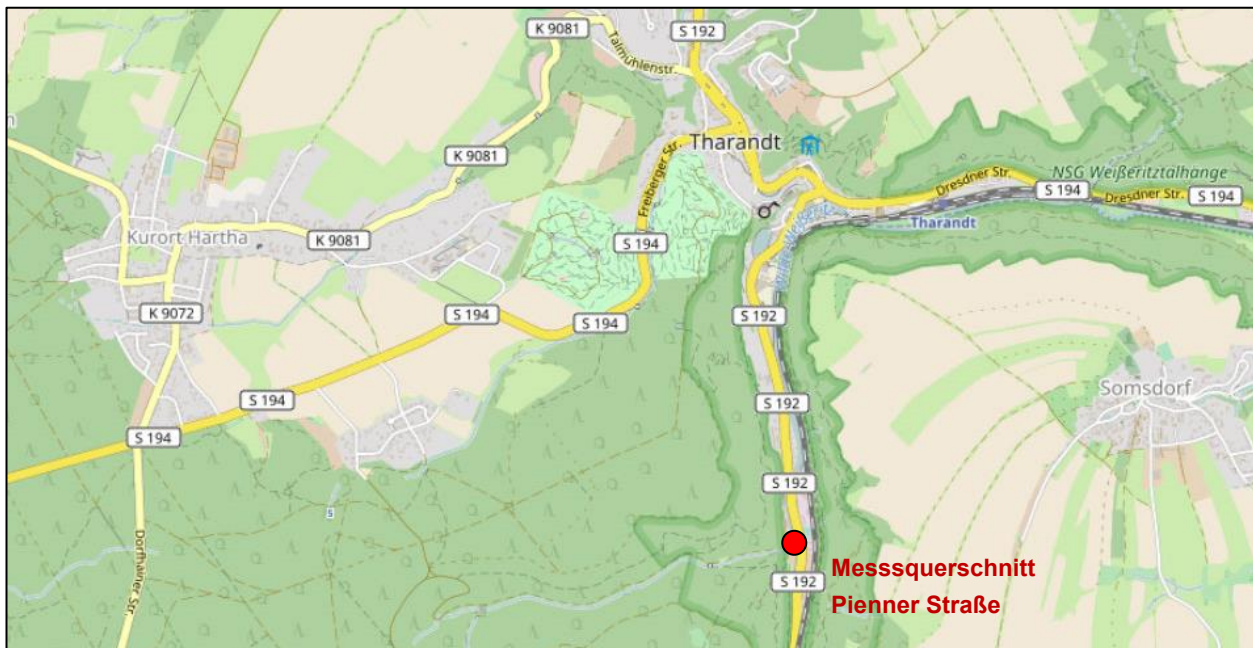 K 9081
S 192
Talmühlenstr.
Tharandt
K 9081
Freiberger Str.
NSG Weißeritztalhänge
Dresdner Str.
S 194
Dresdner Str.
S 194
Tharandt
Kurort Hartha
K 9081
S 194
K 9072
S 194
S 194
S 192
S 194
S 192
Somsdorf
S 194
S 192
Dorfhainer Str.
Messsquerschnitt
S 192
Pienner Straße